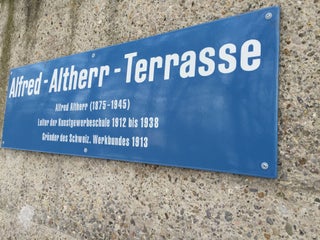 Alfred-Altherr-Terrasse
Alfred Altherr (1875-1945)
Leiter der Kunstgewerbeschule 1912 bis 1938
Gründer des Schweiz. Werkbundes 1913